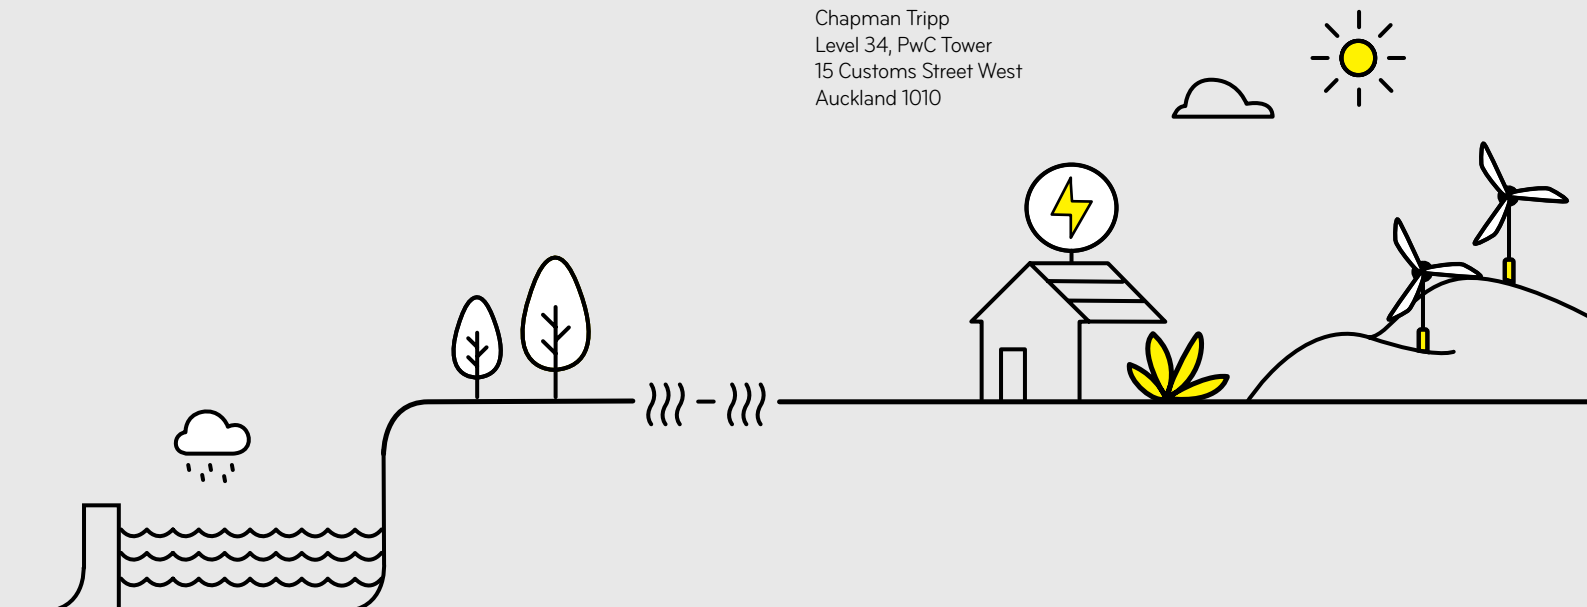 Chapman Tripp
Level 34, PwC Tower
15 Customs Street West
Auckland 1010